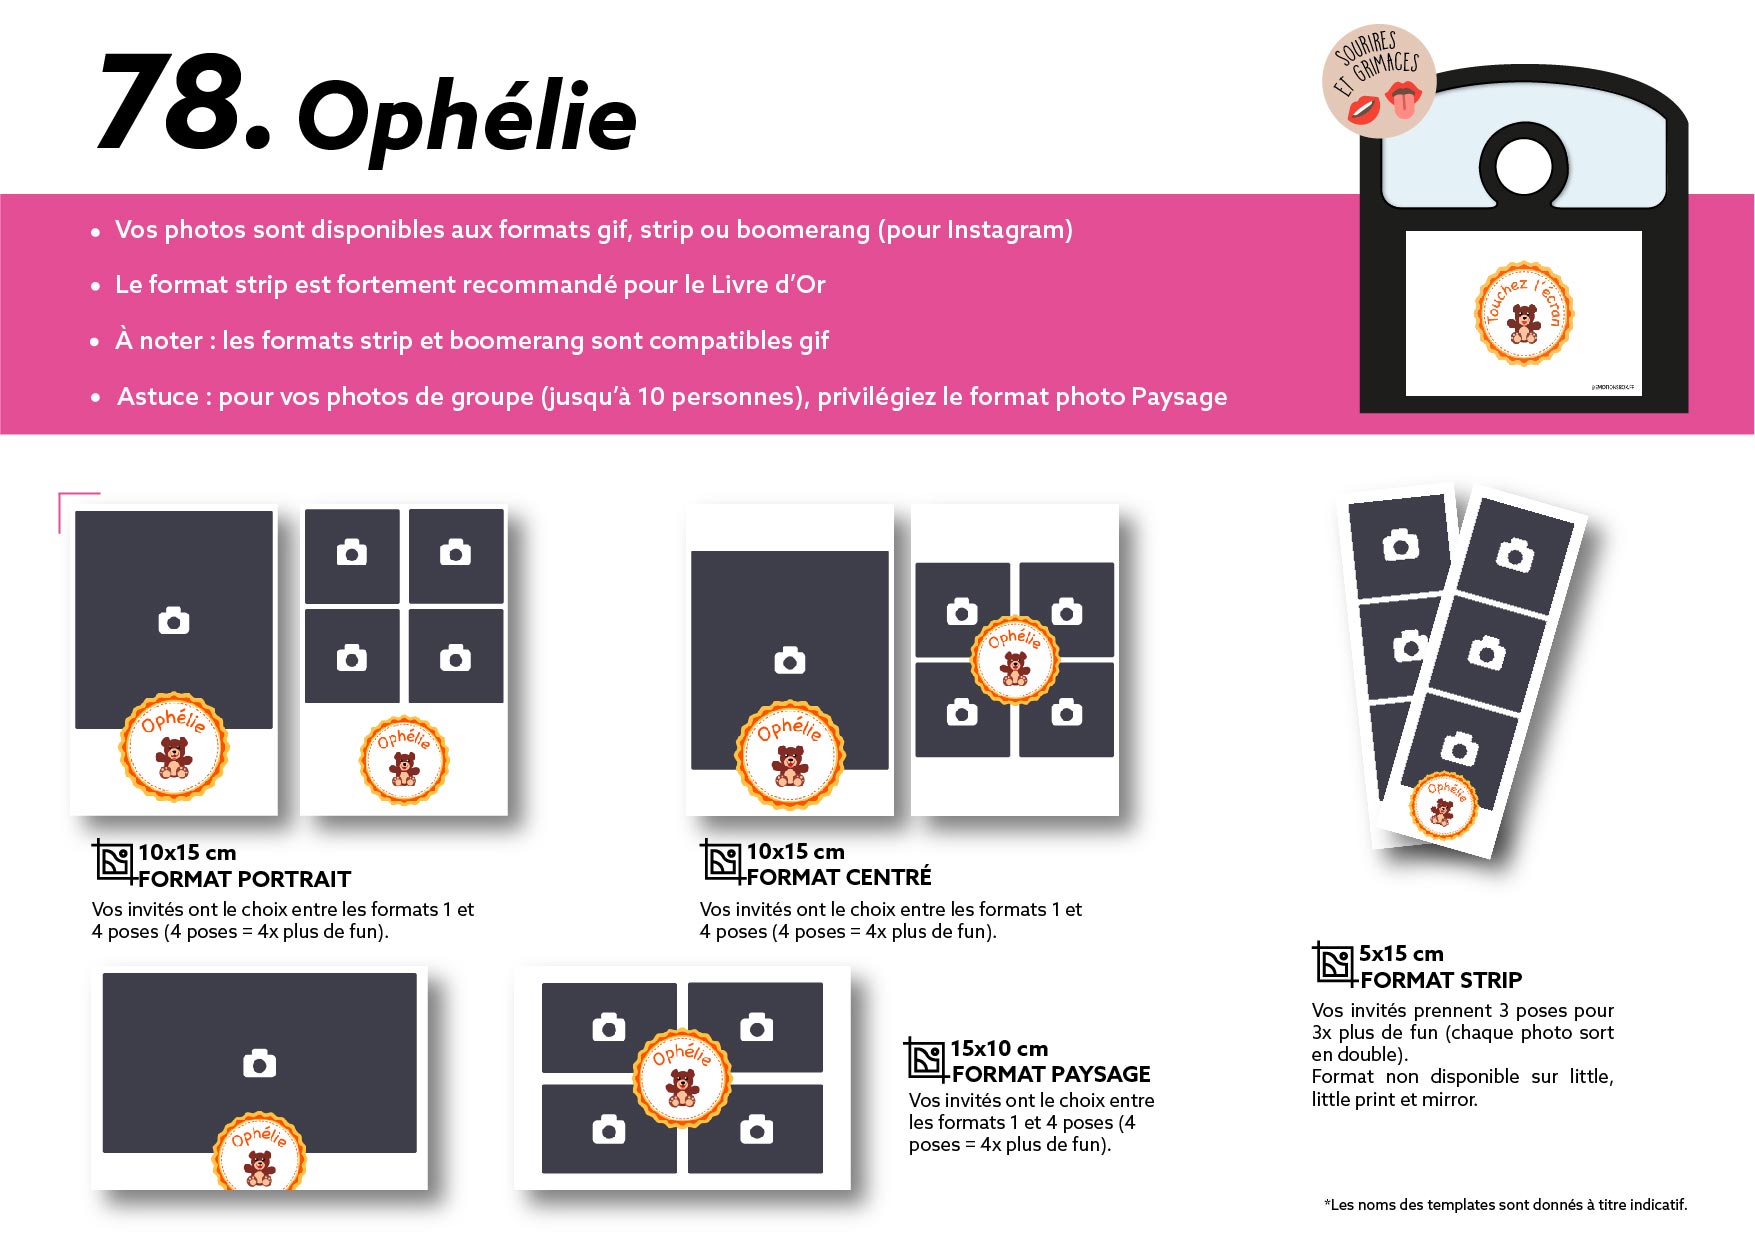 78. Ophélie
SOURIRES
ET GRIMACES
• Vos photos sont disponibles aux formats gif, strip ou boomerang (pour Instagram)
• Le format strip est fortement recommandé pour le Livre d’Or
• À noter : les formats strip et boomerang sont compatibles gif
• Astuce : pour vos photos de groupe (jusqu’à 10 personnes), privilégiez le format photo Paysage
Touchez l'écran
@EMOTIONSBOX.FR
Ophélie
Ophélie
10x15 cm
FORMAT PORTRAIT
Vos invités ont le choix entre les formats 1 et
4 poses (4 poses = 4x plus de fun).
Ophélie
Ophélie
10x15 cm
FORMAT CENTRÉ
Vos invités ont le choix entre les formats 1 et
4 poses (4 poses = 4x plus de fun).
Ophélie
5x15 cm
FORMAT STRIP
Vos invités prennent 3 poses pour
3x plus de fun (chaque photo sort
en double).
Format non disponible sur little,
little print et mirror.
Ophélie
Ophélie
15x10 cm
FORMAT PAYSAGE
Vos invités ont le choix entre
les formats 1 et 4 poses (4
poses = 4x plus de fun).
*Les noms des templates sont donnés à titre indicatif.